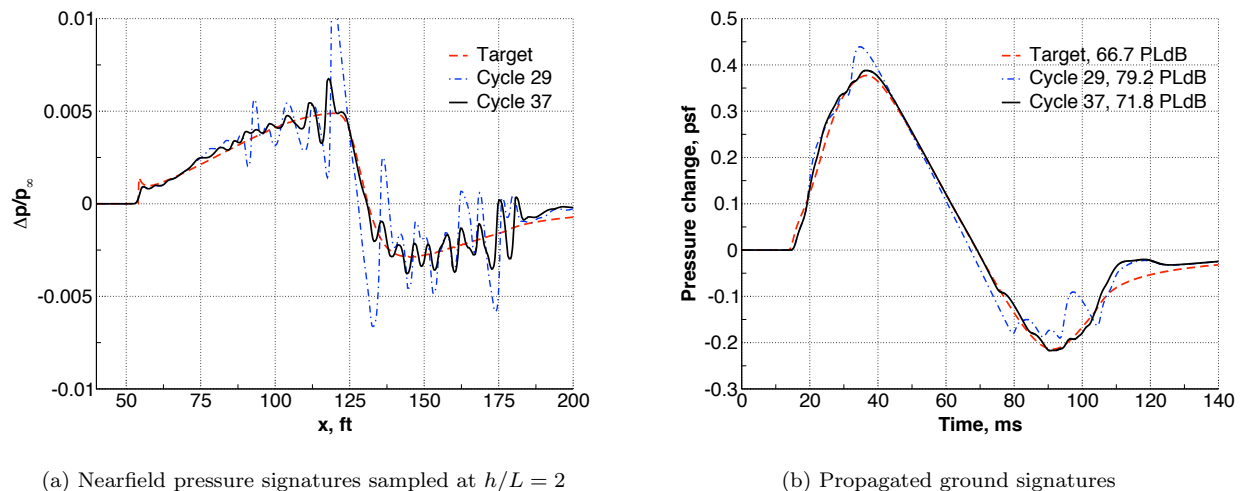 0.01
0.005
0
-0.005
-0.01
Δp/p∞
50
75
100
125
150
175
200
x, ft
Target
Cycle 29
Cycle 37
(a) Nearfield pressure signatures sampled at h/L = 2
0.5
0.4
0.3
0.2
0.1
0
-0.1
-0.2
-0.3
Pressure change, psf
0
20
40
60
80
100
120
140
Time, ms
Target, 66.7 PLdB
Cycle 29, 79.2 PLdB
Cycle 37, 71.8 PLdB
(b) Propagated ground signatures